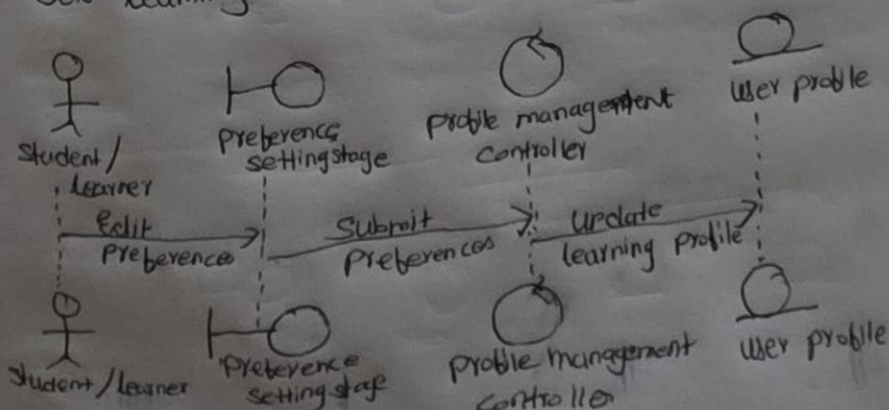 Student/
Learner
Preference
setting stage
Profile management
controller
User profile
Edit
Preferences
Submit
Preferences
Update
learning profile
Student/Learner
Preference
setting stage
Profile management
controller
User profile